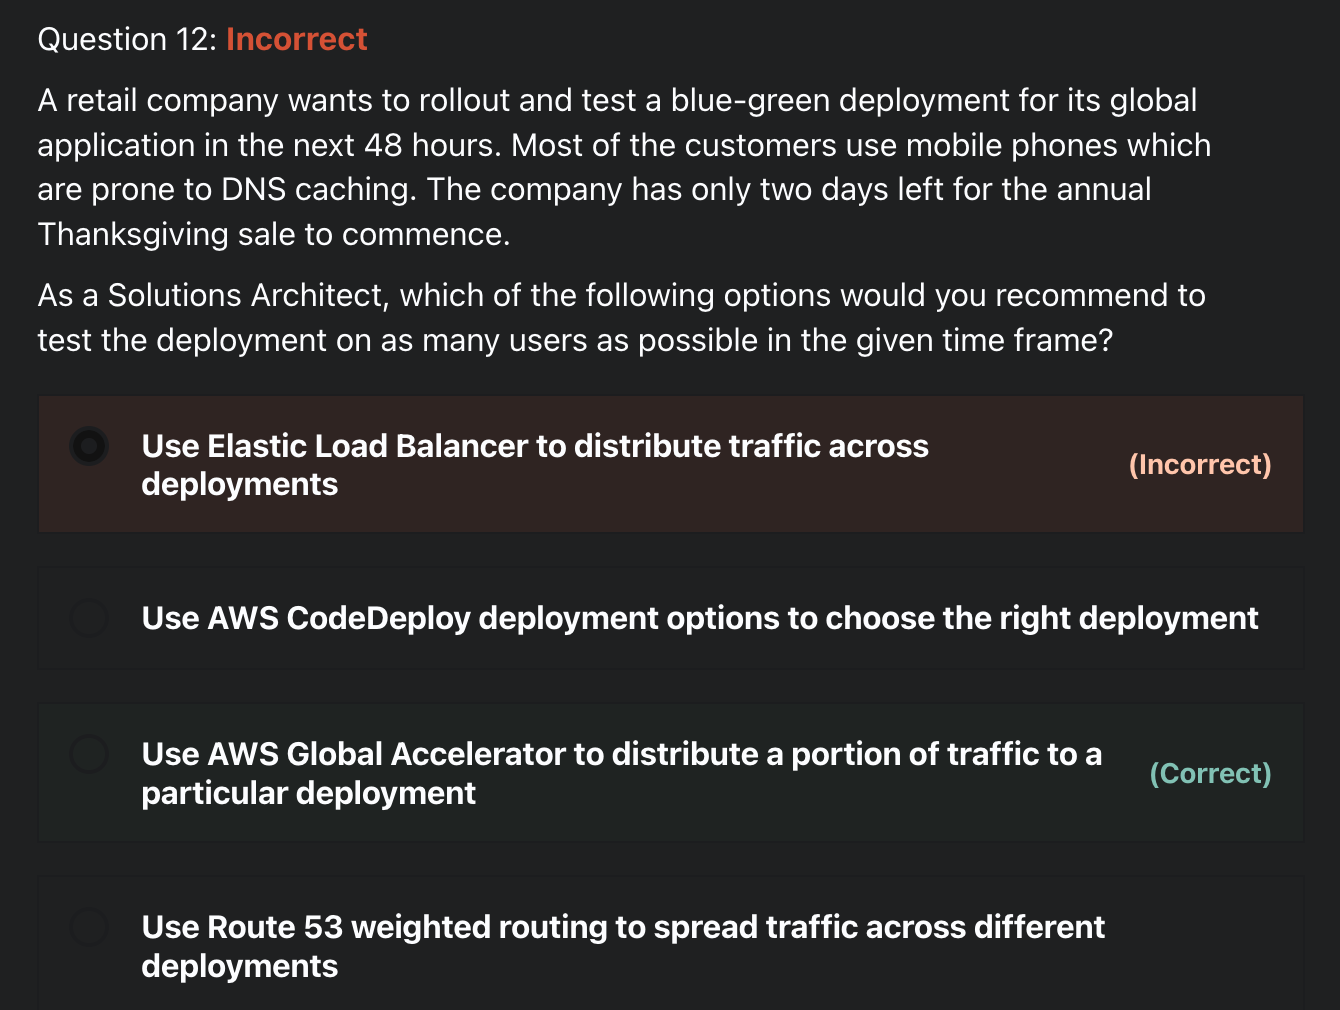 Question 12: Incorrect
A retail company wants to rollout and test a blue-green deployment for its global
application in the next 48 hours. Most of the customers use mobile phones which
are prone to DNS caching. The company has only two days left for the annual
Thanksgiving sale to commence.
As a Solutions Architect, which of the following options would you recommend to
test the deployment on as many users as possible in the given time frame?
Use Elastic Load Balancer to distribute traffic across
deployments
(Incorrect)
Use AWS CodeDeploy deployment options to choose the right deployment
Use AWS Global Accelerator to distribute a portion of traffic to a
particular deployment
(Correct)
Use Route 53 weighted routing to spread traffic across different
deployments